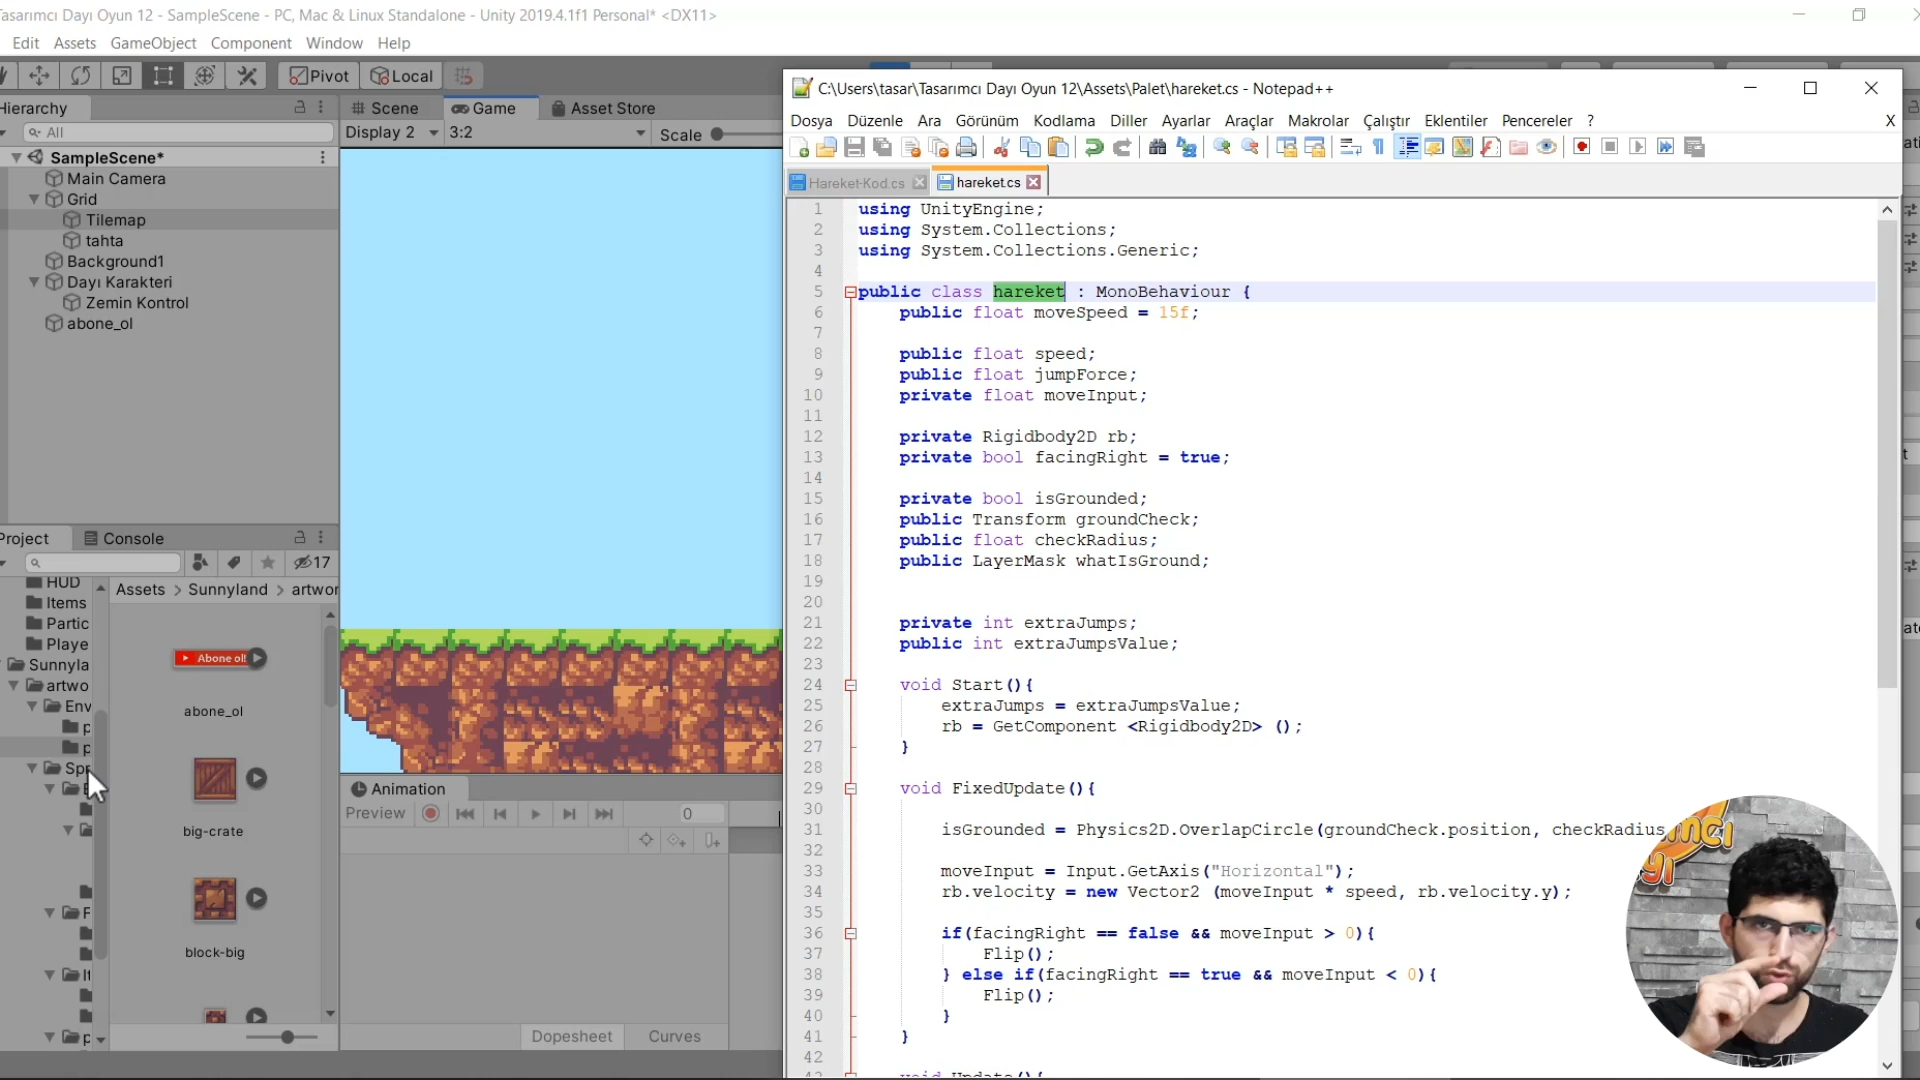 Tasarımcı Dayı Oyun 12 - SampleScene - PC, Mac & Linux Standalone - Unity 2019.4.1f1 Personal* <DX11>
Edit Assets GameObject Component Window Help
Pivot Local
Hierarchy
All
SampleScene*
Main Camera
Grid
Tilemap
tahta
Background1
Dayı Karakteri
Zemin Kontrol
abone_ol
Scene Game Asset Store
Display 2 3:2 Scale
Project Console
17
HUD
Items
Partic
Playe
Sunnyla
artwo
Env
p
p
Spr
F
It
p
Assets > Sunnyland > artwor
Abone ol!
abone_ol
big-crate
block-big
Animation
Preview 0
Dopesheet Curves
C:\Users\tasar\Tasarımcı Dayı Oyun 12\Assets\Palet\hareket.cs - Notepad++
Dosya Düzenle Ara Görünüm Kodlama Diller Ayarlar Araçlar Makrolar Çalıştır Eklentiler Pencereler ? X
Hareket-Kod.cs hareket.cs
1 using UnityEngine;
2 using System.Collections;
3 using System.Collections.Generic;
4
5 public class hareket : MonoBehaviour {
6 public float moveSpeed = 15f;
7
8 public float speed;
9 public float jumpForce;
10 private float moveInput;
11
12 private Rigidbody2D rb;
13 private bool facingRight = true;
14
15 private bool isGrounded;
16 public Transform groundCheck;
17 public float checkRadius;
18 public LayerMask whatIsGround;
19
20
21 private int extraJumps;
22 public int extraJumpsValue;
23
24 void Start(){
25 extraJumps = extraJumpsValue;
26 rb = GetComponent <Rigidbody2D> ();
27 }
28
29 void FixedUpdate(){
30
31 isGrounded = Physics2D.OverlapCircle(groundCheck.position, checkRadius
32
33 moveInput = Input.GetAxis("Horizontal");
34 rb.velocity = new Vector2 (moveInput * speed, rb.velocity.y);
35
36 if(facingRight == false && moveInput > 0){
37 Flip();
38 } else if(facingRight == true && moveInput < 0){
39 Flip();
40 }
41 }
42
43 void Update(){